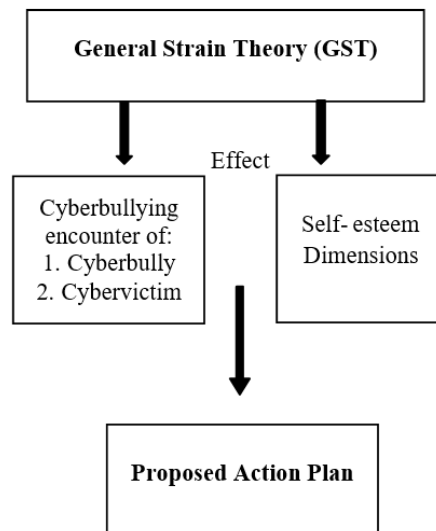 General Strain Theory (GST)
Effect
Cyberbullying
encounter of:
1. Cyberbully
2. Cybervictim
Self- esteem
Dimensions
Proposed Action Plan